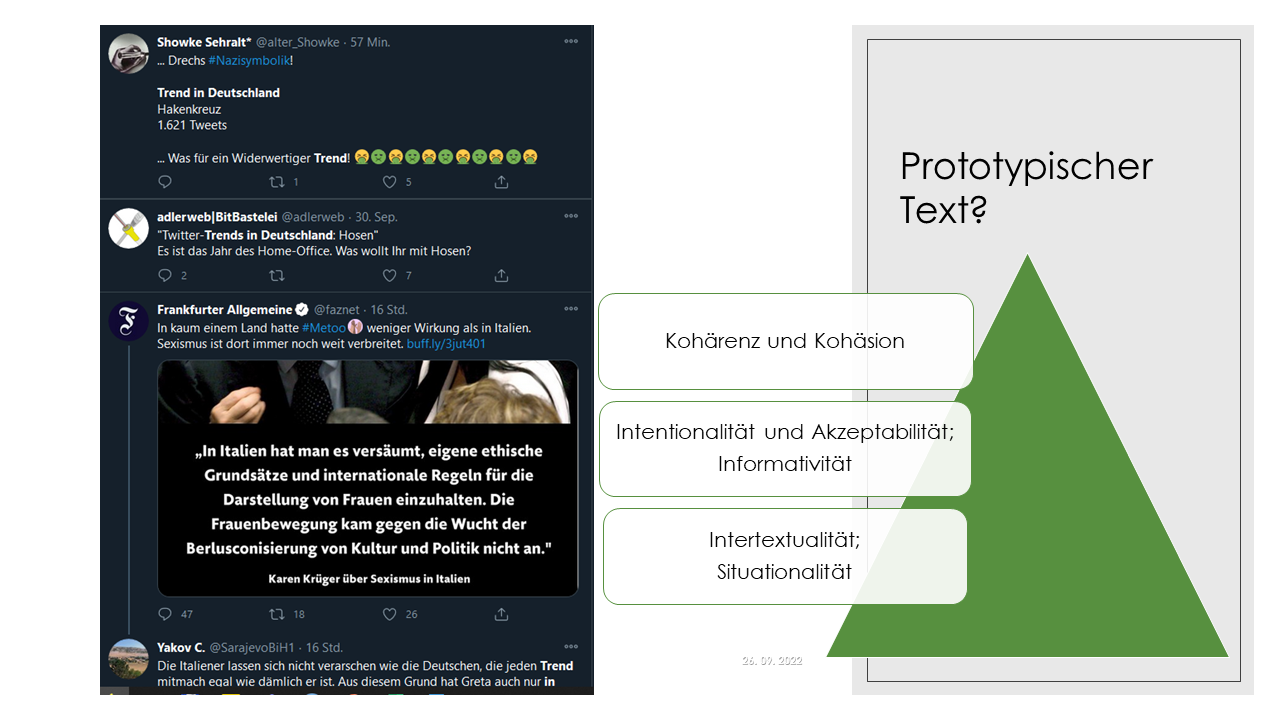 Showke Sehralt* @alter_Showke · 57 Min.
... Drechs #Nazisymbolik!
Trend in Deutschland
Hakenkreuz
1.621 Tweets
... Was für ein Widerwertiger Trend! 🤮🤢🤮🤢🤮🤢🤮🤢🤮🤢🤮
1
5
adlerweb|BitBastelei @adlerweb · 30. Sep.
"Twitter-Trends in Deutschland: Hosen"
Es ist das Jahr des Home-Office. Was wollt Ihr mit Hosen?
2
7
Frankfurter Allgemeine @faznet · 16 Std.
In kaum einem Land hatte #Metoo weniger Wirkung als in Italien.
Sexismus ist dort immer noch weit verbreitet. buff.ly/3jut401
„In Italien hat man es versäumt, eigene ethische
Grundsätze und internationale Regeln für die
Darstellung von Frauen einzuhalten. Die
Frauenbewegung kam gegen die Wucht der
Berlusconisierung von Kultur und Politik nicht an."
Karen Krüger über Sexismus in Italien
47
18
26
Yakov C. @SarajevoBiH1 · 16 Std.
Die Italiener lassen sich nicht verarschen wie die Deutschen, die jeden Trend
mitmach egal wie dämlich er ist. Aus diesem Grund hat Greta auch nur in
Prototypischer
Text?
Kohärenz und Kohäsion
Intentionalität und Akzeptabilität;
Informativität
Intertextualität;
Situationalität
26. 09. 2022